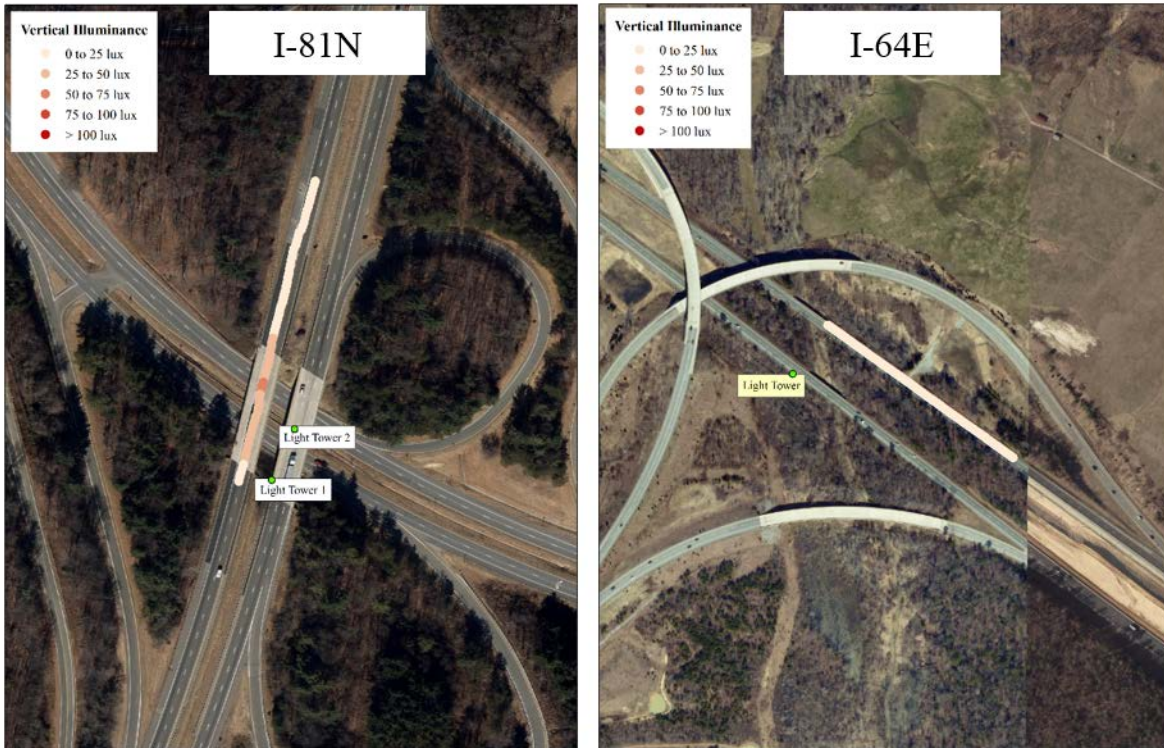 Vertical Illuminance
0 to 25 lux
25 to 50 lux
50 to 75 lux
75 to 100 lux
> 100 lux
I-81N
Light Tower 2
Light Tower 1
Vertical Illuminance
0 to 25 lux
25 to 50 lux
50 to 75 lux
75 to 100 lux
> 100 lux
I-64E
Light Tower